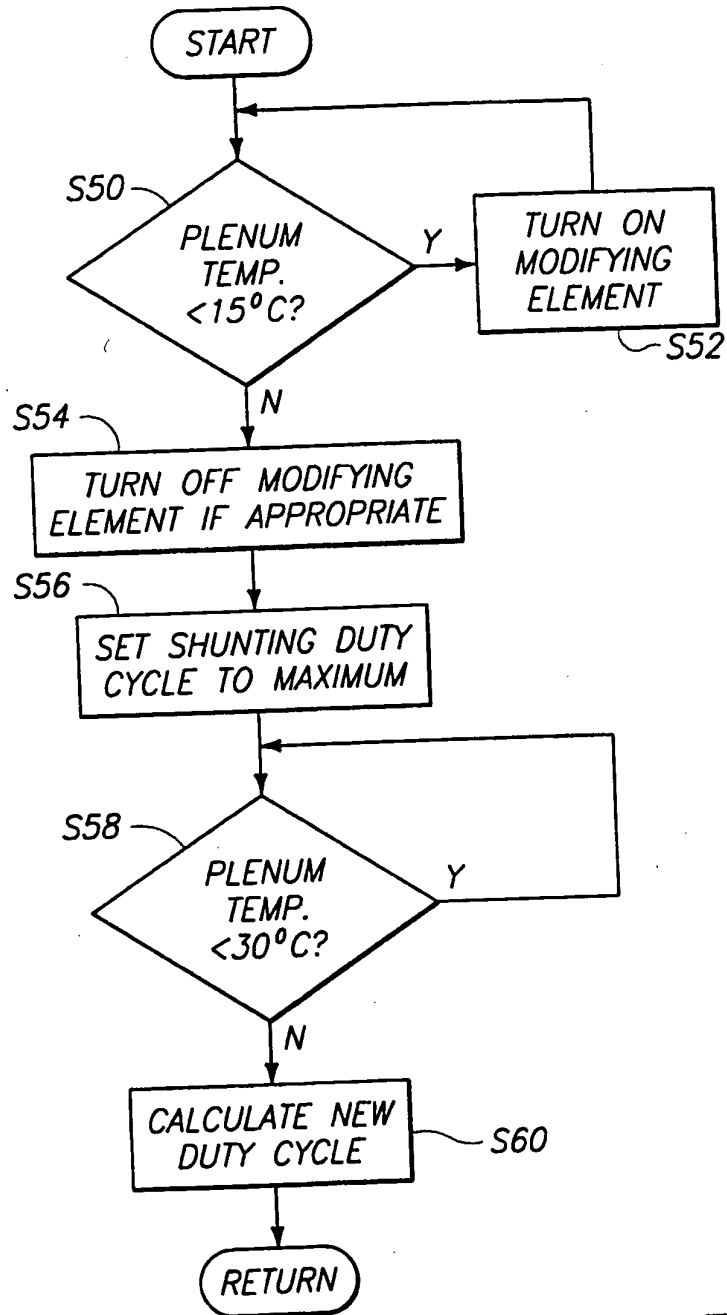 START
S50
PLENUM
TEMP.
<15°C?
Y
TURN ON
MODIFYING
ELEMENT
S52
N
S54
TURN OFF MODIFYING
ELEMENT IF APPROPRIATE
S56
SET SHUNTING DUTY
CYCLE TO MAXIMUM
S58
PLENUM
TEMP.
<30°C?
Y
N
CALCULATE NEW
DUTY CYCLE
S60
RETURN